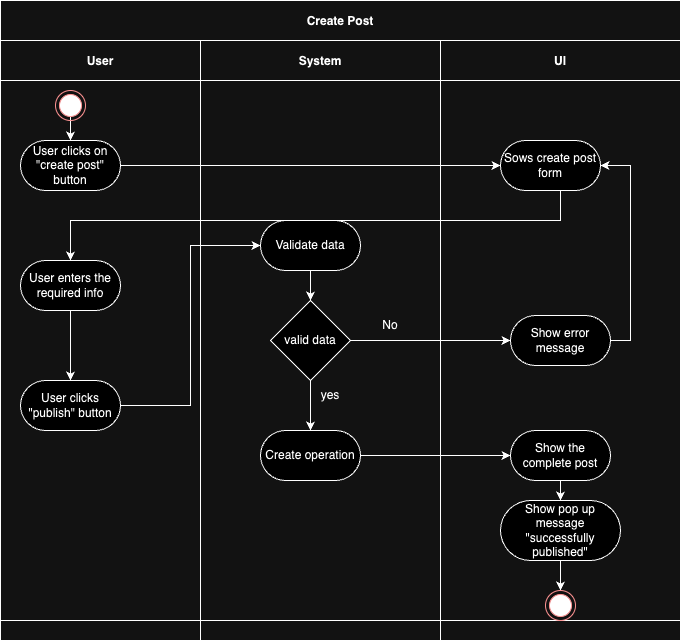 Create Post
User
System
UI
User clicks on
"create post"
button
Sows create post
form
Validate data
User enters the
required info
valid data
No
Show error
message
User clicks
"publish" button
yes
Create operation
Show the
complete post
Show pop up
message
"successfully
published"